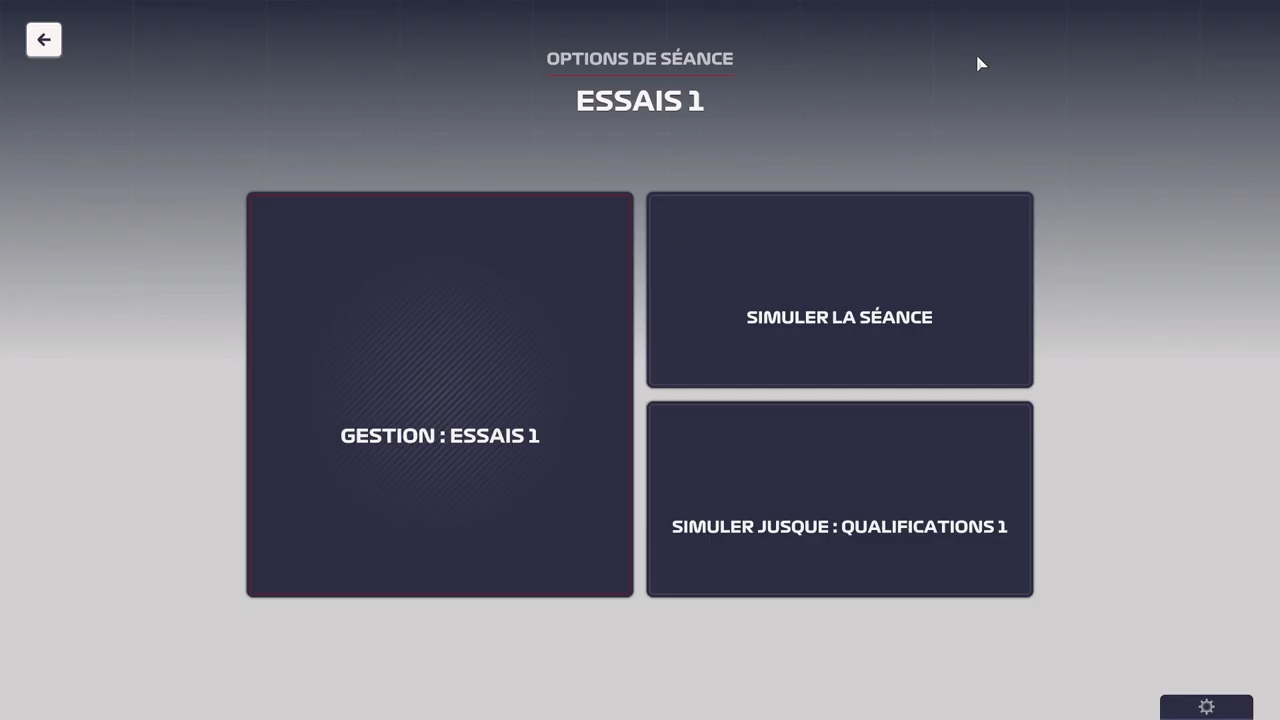 OPTIONS DE SÉANCE
ESSAIS 1
GESTION : ESSAIS 1
SIMULER LA SÉANCE
SIMULER JUSQUE : QUALIFICATIONS 1